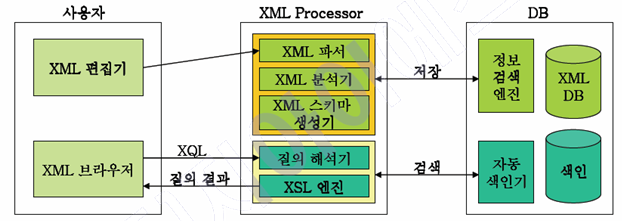 사용자
XML Processor
DB
XML 편집기
XML 파서
XML 분석기
XML 스키마
생성기
저장
정보
검색
엔진
XML
DB
XML 브라우저
XQL
질의 결과
질의 해석기
XSL 엔진
검색
자동
색인기
색인